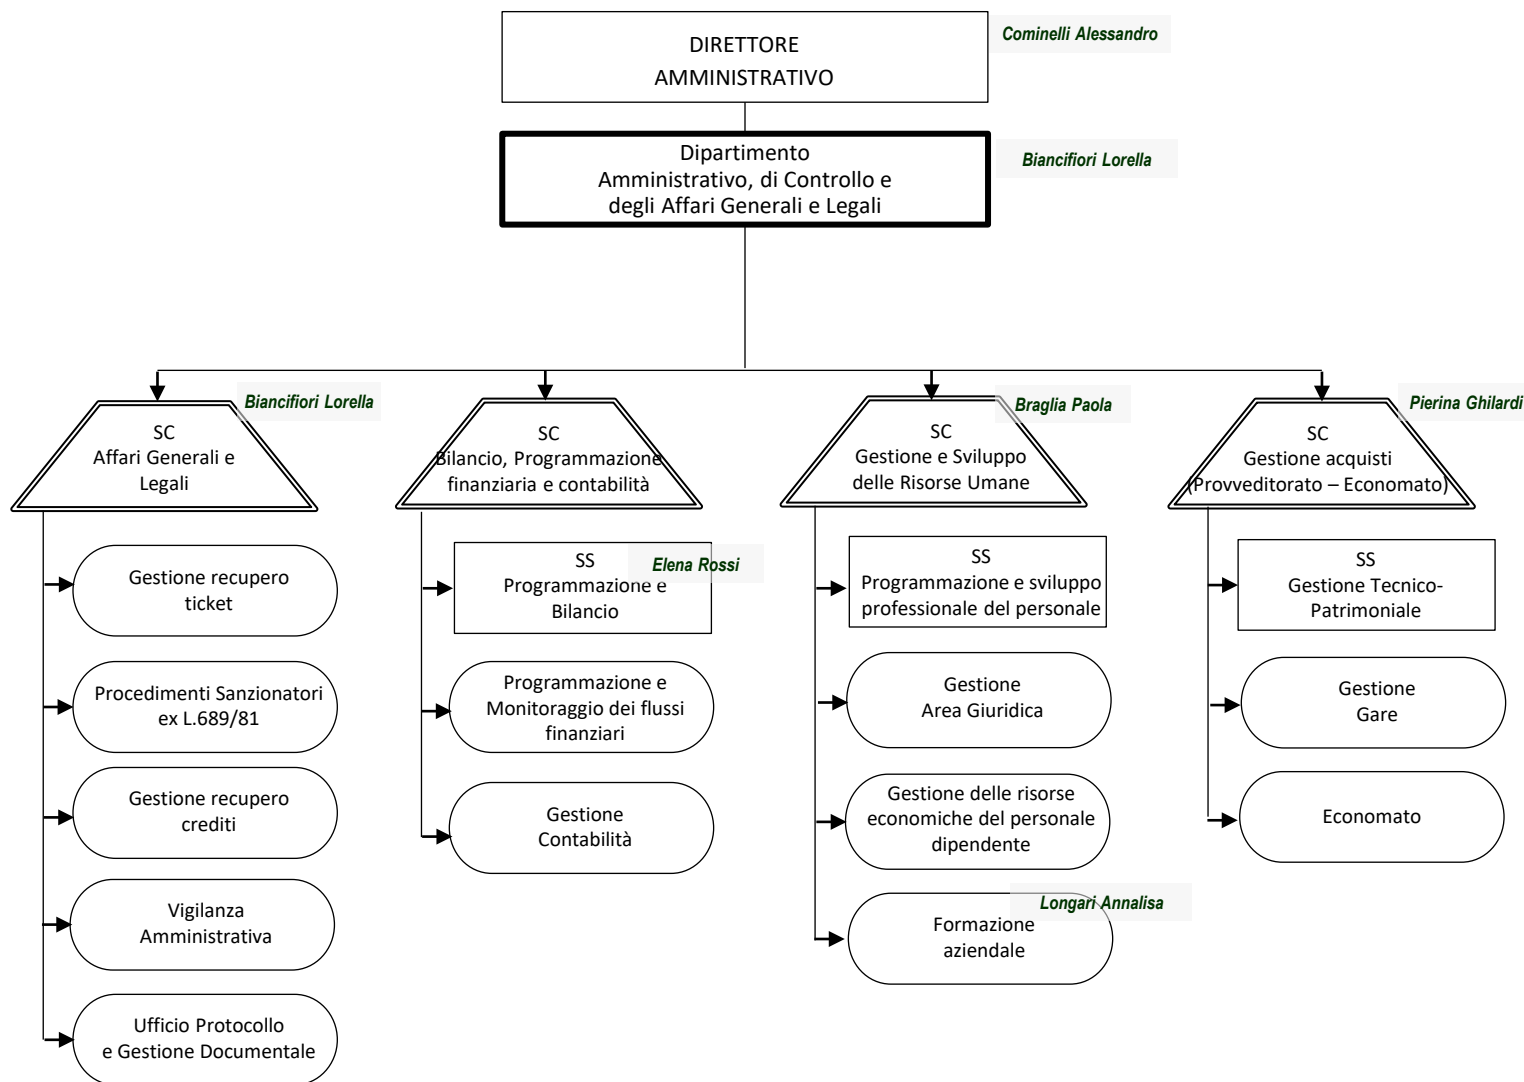 DIRETTORE
AMMINISTRATIVO
Cominelli Alessandro
Dipartimento
Amministrativo, di Controllo e
degli Affari Generali e Legali
Biancifiori Lorella
Biancifiori Lorella
SC
Affari Generali e
Legali
Gestione recupero
ticket
Procedimenti Sanzionatori
ex L.689/81
Gestione recupero
crediti
Vigilanza
Amministrativa
Ufficio Protocollo
e Gestione Documentale
SC
Bilancio, Programmazione
finanziaria e contabilità
Elena Rossi
SS
Programmazione e
Bilancio
Programmazione e
Monitoraggio dei flussi
finanziari
Gestione
Contabilità
Braglia Paola
SC
Gestione e Sviluppo
delle Risorse Umane
SS
Programmazione e sviluppo
professionale del personale
Gestione
Area Giuridica
Gestione delle risorse
economiche del personale
dipendente
Longari Annalisa
Formazione
aziendale
Pierina Ghilardi
SC
Gestione acquisti
(Provveditorato – Economato)
SS
Gestione Tecnico-
Patrimoniale
Gestione
Gare
Economato